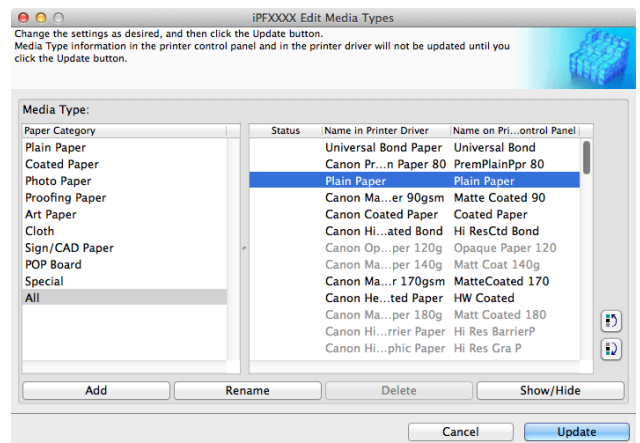 iPFXXXX Edit Media Types
Change the settings as desired, and then click the Update button.
Media Type information in the printer control panel and in the printer driver will not be updated until you
click the Update button.
Media Type:
Paper Category
Plain Paper
Coated Paper
Photo Paper
Proofing Paper
Art Paper
Cloth
Sign/CAD Paper
POP Board
Special
All
Status Name in Printer Driver Name on Pri...ontrol Panel
Universal Bond Paper Universal Bond
Canon Pr...n Paper 80 PremPlainPpr 80
Plain Paper Plain Paper
Canon Ma...er 90gsm Matte Coated 90
Canon Coated Paper Coated Paper
Canon Hi...ated Bond Hi ResCtd Bond
Canon Op...per 120g Opaque Paper 120
Canon Ma...per 140g Matt Coat 140g
Canon Ma...r 170gsm MatteCoated 170
Canon He...ted Paper HW Coated
Canon Ma...per 180g Matt Coated 180
Canon Hi...rrier Paper Hi Res BarrierP
Canon Hi...phic Paper Hi Res Gra P
Add Rename Delete Show/Hide
Cancel Update